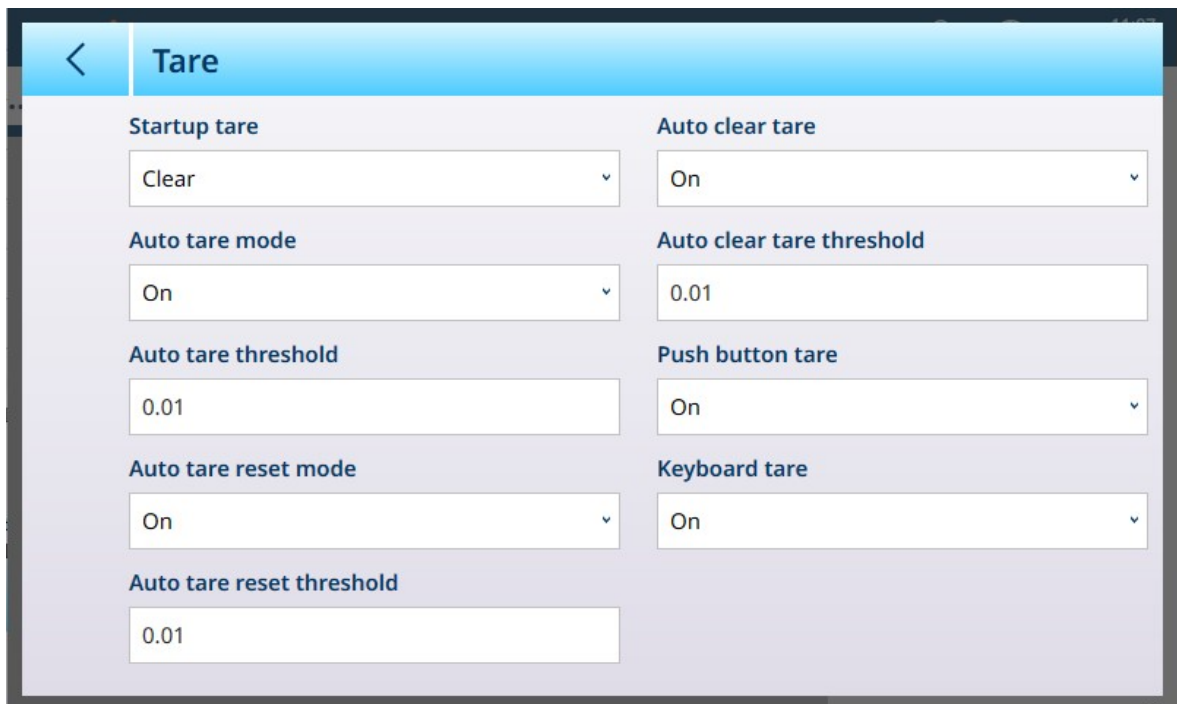 Tare
Startup tare
Clear
Auto tare mode
On
Auto tare threshold
0.01
Auto tare reset mode
On
Auto tare reset threshold
0.01
Auto clear tare
On
Auto clear tare threshold
0.01
Push button tare
On
Keyboard tare
On